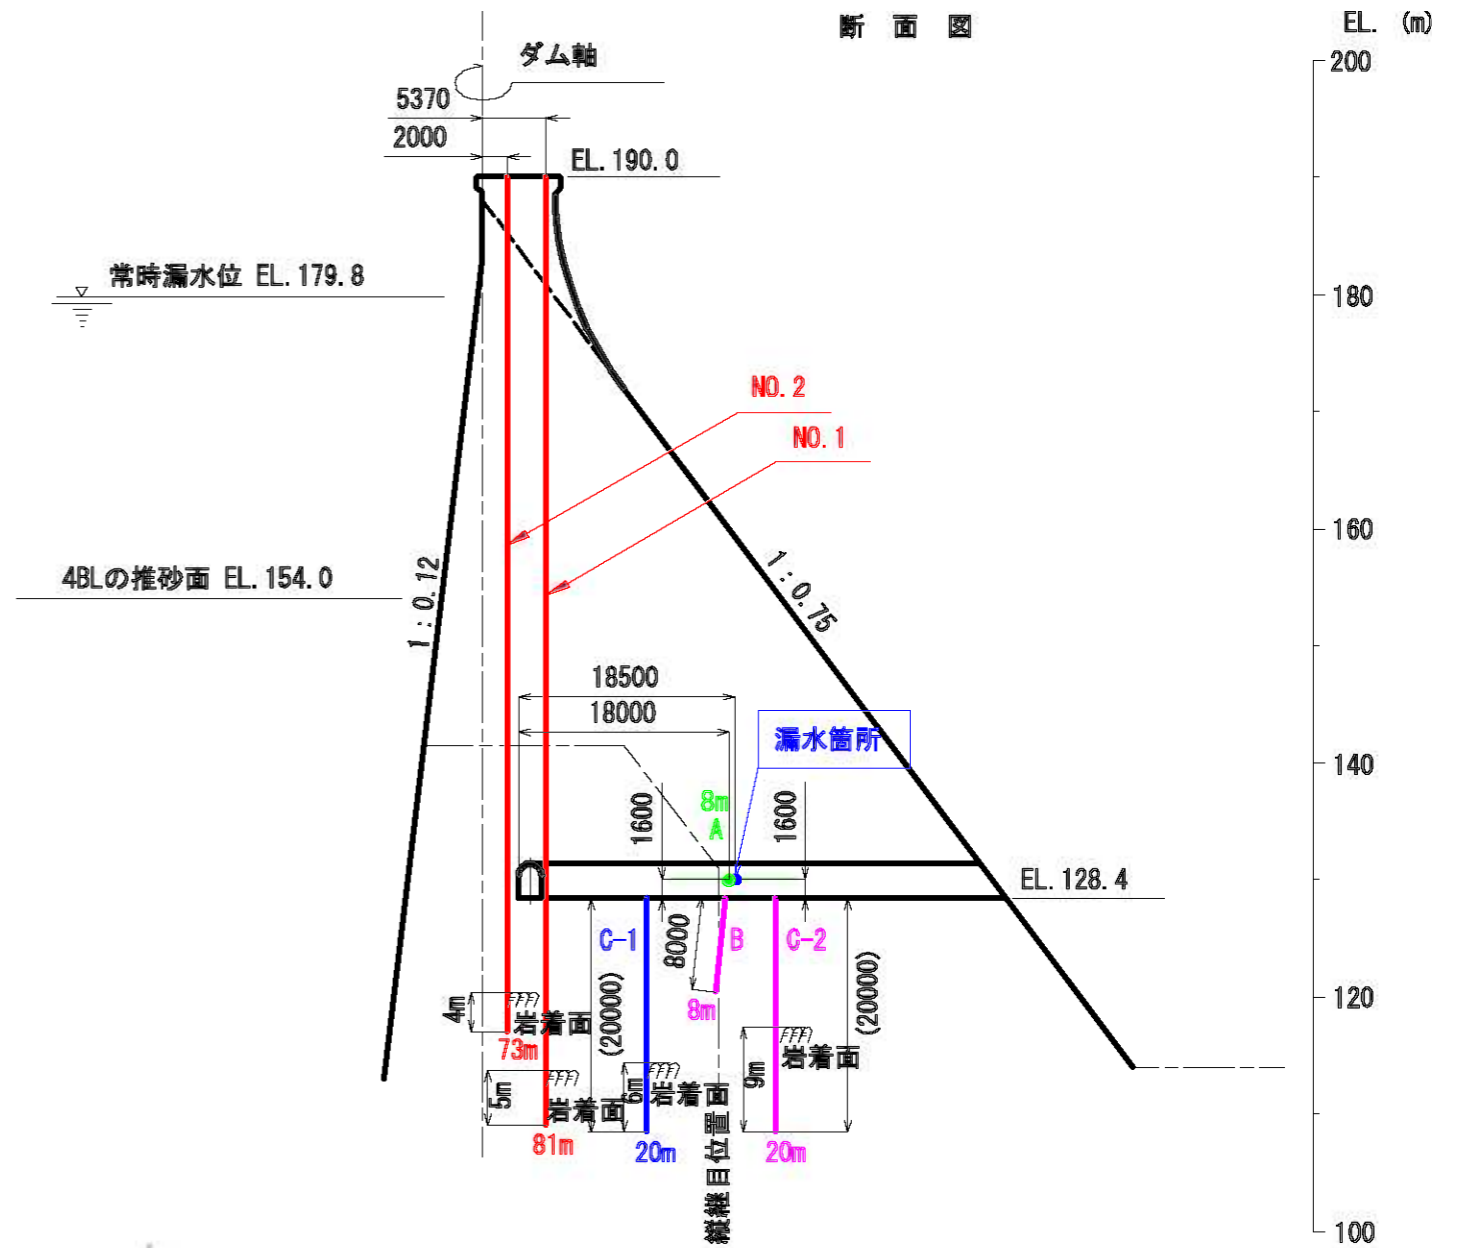 断 面 図
EL. (m)
200
ダム軸
5370
2000
EL.190.0
常時漏水位 EL.179.8
180
NO.2
NO.1
160
1:0.12
1:0.75
4BLの推砂面 EL.154.0
18500
18000
漏水箇所
140
1600
8m
A
1600
EL.128.4
C-1
8000
B
C-2
(20000)
(20000)
8m
120
4m
岩着面
73m
5m
岩着面
81m
6m
岩着面
20m
9m
岩着面
20m
縦継目位置面
100